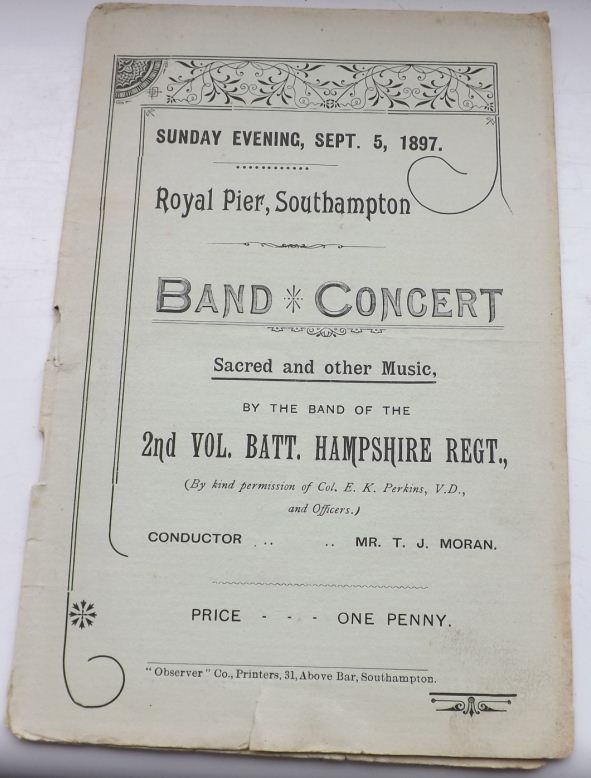 SUNDAY EVENING, SEPT. 5, 1897.
Royal Pier, Southampton
BAND CONCERT
Sacred and other Music,
BY THE BAND OF THE
2nd VOL. BATT. HAMPSHIRE REGT.,
(By kind permission of Col. E. K. Perkins, V.D.,
and Officers.)
CONDUCTOR .. .. MR. T. J. MORAN.
PRICE - - - ONE PENNY.
"Observer" Co., Printers, 31, Above Bar, Southampton.